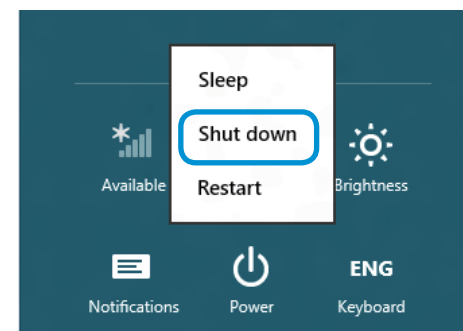 Sleep
Shut down
Restart
Available
Brightness
ENG
Notifications
Power
Keyboard